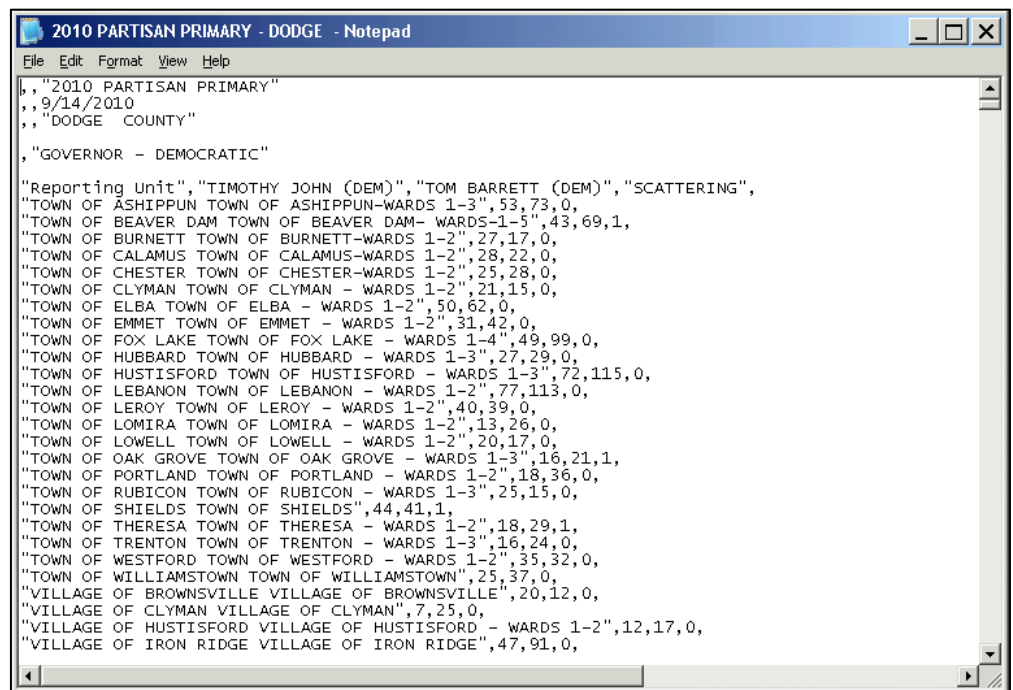 2010 PARTISAN PRIMARY - DODGE - Notepad
File Edit Format View Help
,,"2010 PARTISAN PRIMARY"
,,9/14/2010
,,"DODGE  COUNTY"
,"GOVERNOR - DEMOCRATIC"
"Reporting Unit","TIMOTHY JOHN (DEM)","TOM BARRETT (DEM)","SCATTERING",
"TOWN OF ASHIPPUN TOWN OF ASHIPPUN-WARDS 1-3",53,73,0,
"TOWN OF BEAVER DAM TOWN OF BEAVER DAM- WARDS-1-5",43,69,1,
"TOWN OF BURNETT TOWN OF BURNETT-WARDS 1-2",27,17,0,
"TOWN OF CALAMUS TOWN OF CALAMUS-WARDS 1-2",28,22,0,
"TOWN OF CHESTER TOWN OF CHESTER-WARDS 1-2",25,28,0,
"TOWN OF CLYMAN TOWN OF CLYMAN - WARDS 1-2",21,15,0,
"TOWN OF ELBA TOWN OF ELBA - WARDS 1-2",50,62,0,
"TOWN OF EMMET TOWN OF EMMET - WARDS 1-2",31,42,0,
"TOWN OF FOX LAKE TOWN OF FOX LAKE - WARDS 1-4",49,99,0,
"TOWN OF HUBBARD TOWN OF HUBBARD - WARDS 1-3",27,29,0,
"TOWN OF HUSTISFORD TOWN OF HUSTISFORD - WARDS 1-3",72,115,0,
"TOWN OF LEBANON TOWN OF LEBANON - WARDS 1-2",77,113,0,
"TOWN OF LEROY TOWN OF LEROY - WARDS 1-2",40,39,0,
"TOWN OF LOMIRA TOWN OF LOMIRA - WARDS 1-2",13,26,0,
"TOWN OF LOWELL TOWN OF LOWELL - WARDS 1-2",20,17,0,
"TOWN OF OAK GROVE TOWN OF OAK GROVE - WARDS 1-3",16,21,1,
"TOWN OF PORTLAND TOWN OF PORTLAND - WARDS 1-2",18,36,0,
"TOWN OF RUBICON TOWN OF RUBICON - WARDS 1-3",25,15,0,
"TOWN OF SHIELDS TOWN OF SHIELDS",44,41,1,
"TOWN OF THERESA TOWN OF THERESA - WARDS 1-2",18,29,1,
"TOWN OF TRENTON TOWN OF TRENTON - WARDS 1-3",16,24,0,
"TOWN OF WESTFORD TOWN OF WESTFORD - WARDS 1-2",35,32,0,
"TOWN OF WILLIAMSTOWN TOWN OF WILLIAMSTOWN",25,37,0,
"VILLAGE OF BROWNSVILLE VILLAGE OF BROWNSVILLE",20,12,0,
"VILLAGE OF CLYMAN VILLAGE OF CLYMAN",7,25,0,
"VILLAGE OF HUSTISFORD VILLAGE OF HUSTISFORD - WARDS 1-2",12,17,0,
"VILLAGE OF IRON RIDGE VILLAGE OF IRON RIDGE",47,91,0,